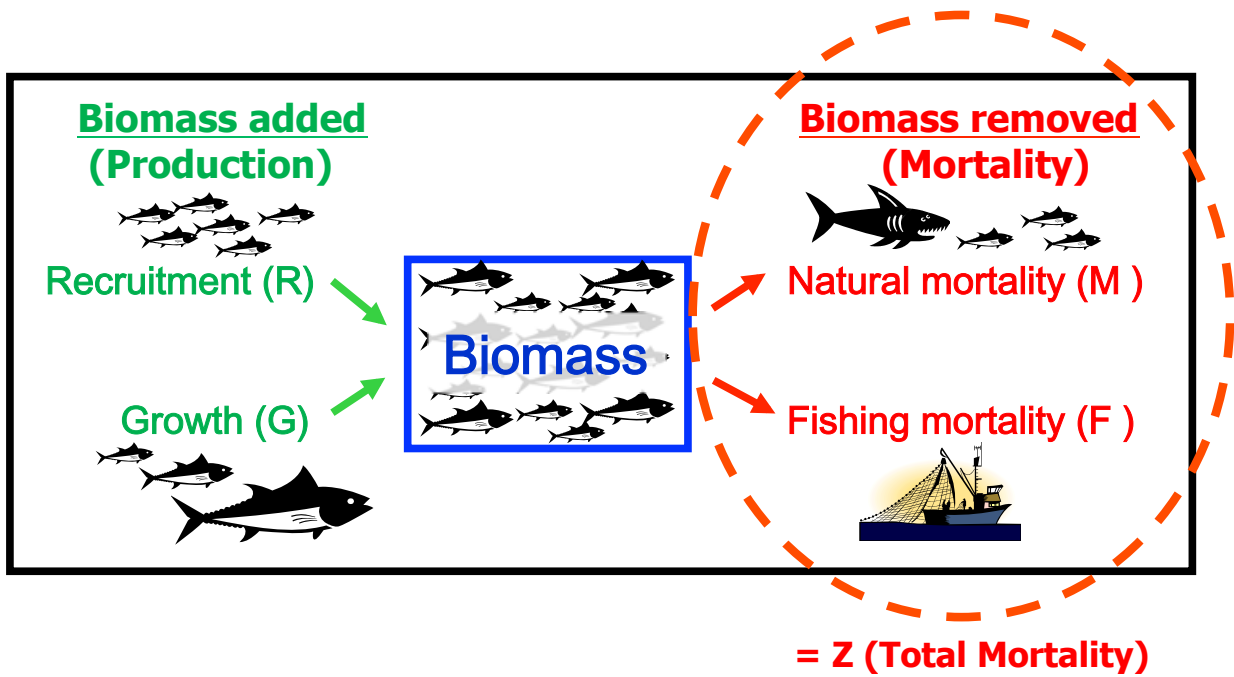 Biomass added
(Production)
Recruitment (R)
Growth (G)
Biomass
Biomass removed
(Mortality)
Natural mortality (M )
Fishing mortality (F )
= Z (Total Mortality)